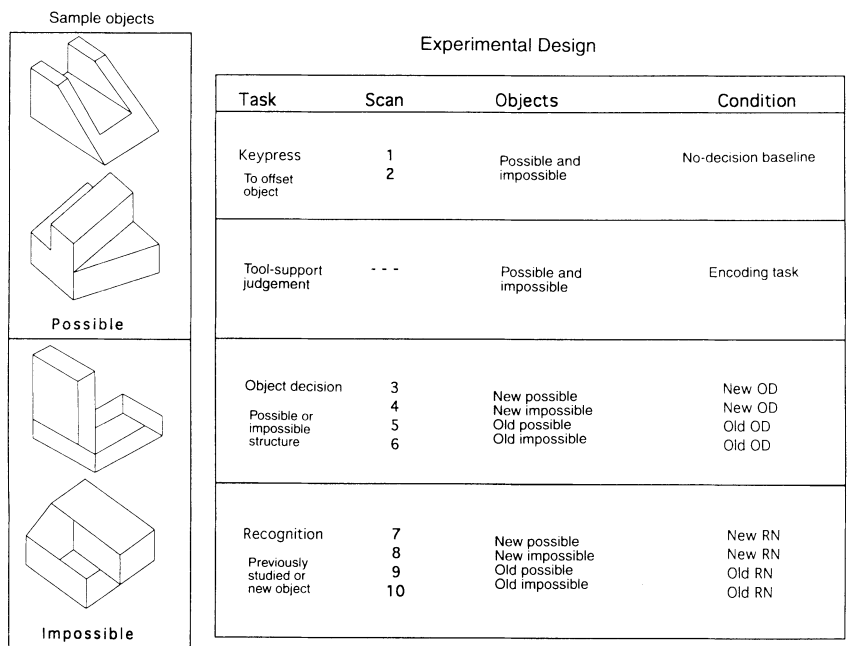 Sample objects
Possible
Impossible
Experimental Design
Task Scan Objects Condition
Keypress 1 Possible and No-decision baseline
To offset 2 impossible
object
Tool-support - - - Possible and Encoding task
judgement impossible
Object decision 3 New possible New OD
Possible or 4 New impossible New OD
impossible 5 Old possible Old OD
structure 6 Old impossible Old OD
Recognition 7 New possible New RN
Previously 8 New impossible New RN
studied or 9 Old possible Old RN
new object 10 Old impossible Old RN